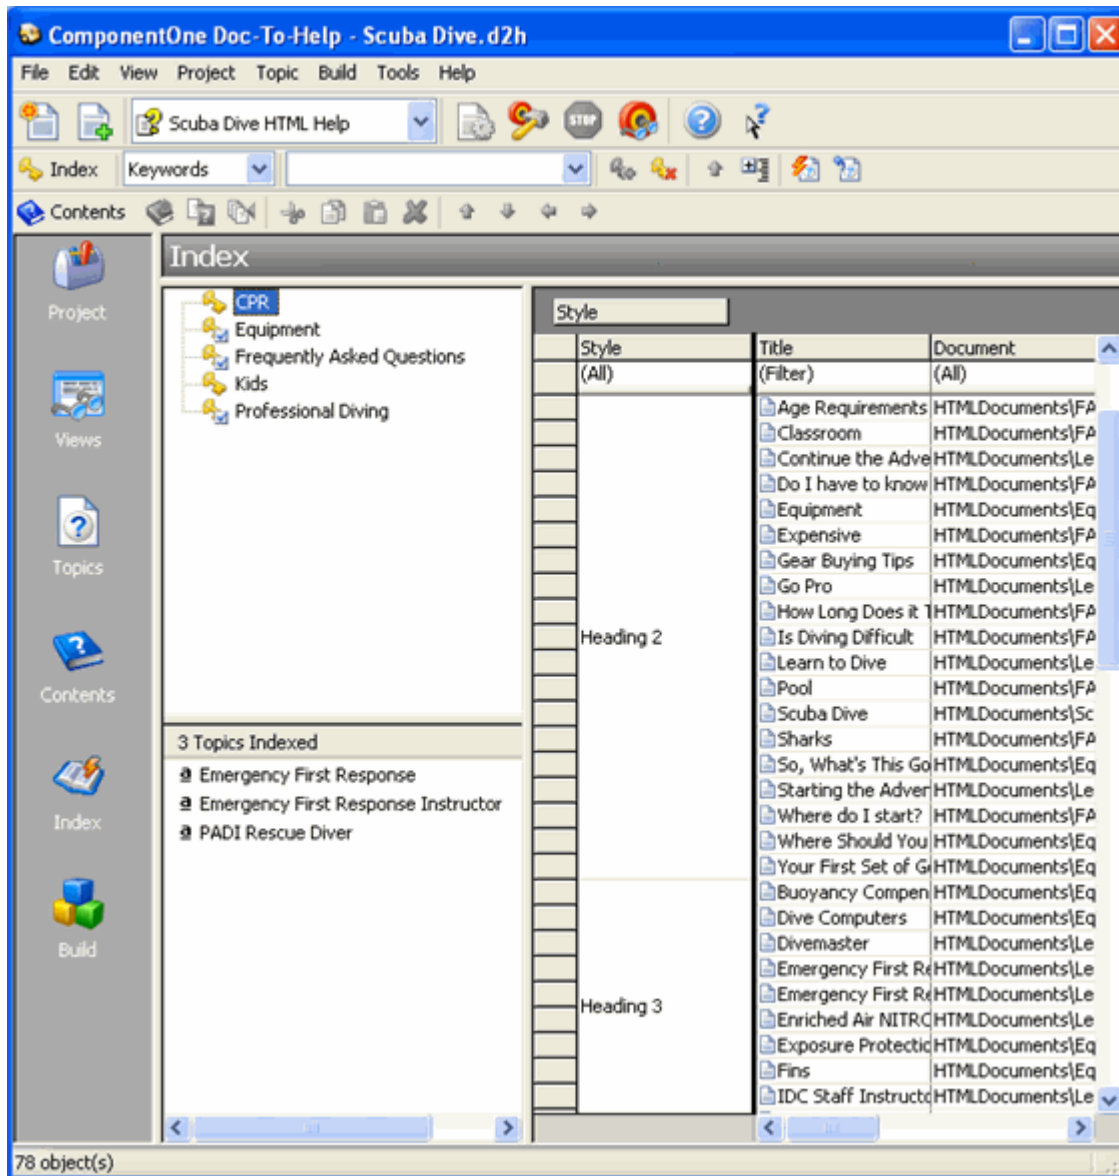 ComponentOne Doc-To-Help - Scuba Dive.d2h
File Edit View Project Topic Build Tools Help
Scuba Dive HTML Help STOP
Index Keywords
Contents
Project
Views
Topics
Contents
Index
Build
Index
CPR
Equipment
Frequently Asked Questions
Kids
Professional Diving
3 Topics Indexed
Emergency First Response
Emergency First Response Instructor
PADI Rescue Diver
Style
Style Title Document
(All) (Filter) (All)
Heading 2
Age Requirements HTMLDocuments\FA
Classroom HTMLDocuments\FA
Continue the Adve HTMLDocuments\Le
Do I have to know HTMLDocuments\FA
Equipment HTMLDocuments\Eq
Expensive HTMLDocuments\FA
Gear Buying Tips HTMLDocuments\Eq
Go Pro HTMLDocuments\Le
How Long Does it HTMLDocuments\FA
Is Diving Difficult HTMLDocuments\FA
Learn to Dive HTMLDocuments\Le
Pool HTMLDocuments\FA
Scuba Dive HTMLDocuments\Sc
Sharks HTMLDocuments\FA
So, What's This Go HTMLDocuments\Eq
Starting the Adver HTMLDocuments\Le
Where do I start? HTMLDocuments\FA
Where Should You HTMLDocuments\Eq
Your First Set of G HTMLDocuments\Eq
Heading 3
Buoyancy Compen HTMLDocuments\Eq
Dive Computers HTMLDocuments\Eq
Divemaster HTMLDocuments\Le
Emergency First Re HTMLDocuments\Le
Emergency First Re HTMLDocuments\Le
Enriched Air NITRO HTMLDocuments\Le
Exposure Protectic HTMLDocuments\Eq
Fins HTMLDocuments\Eq
IDC Staff Instructo HTMLDocuments\Le
78 object(s)